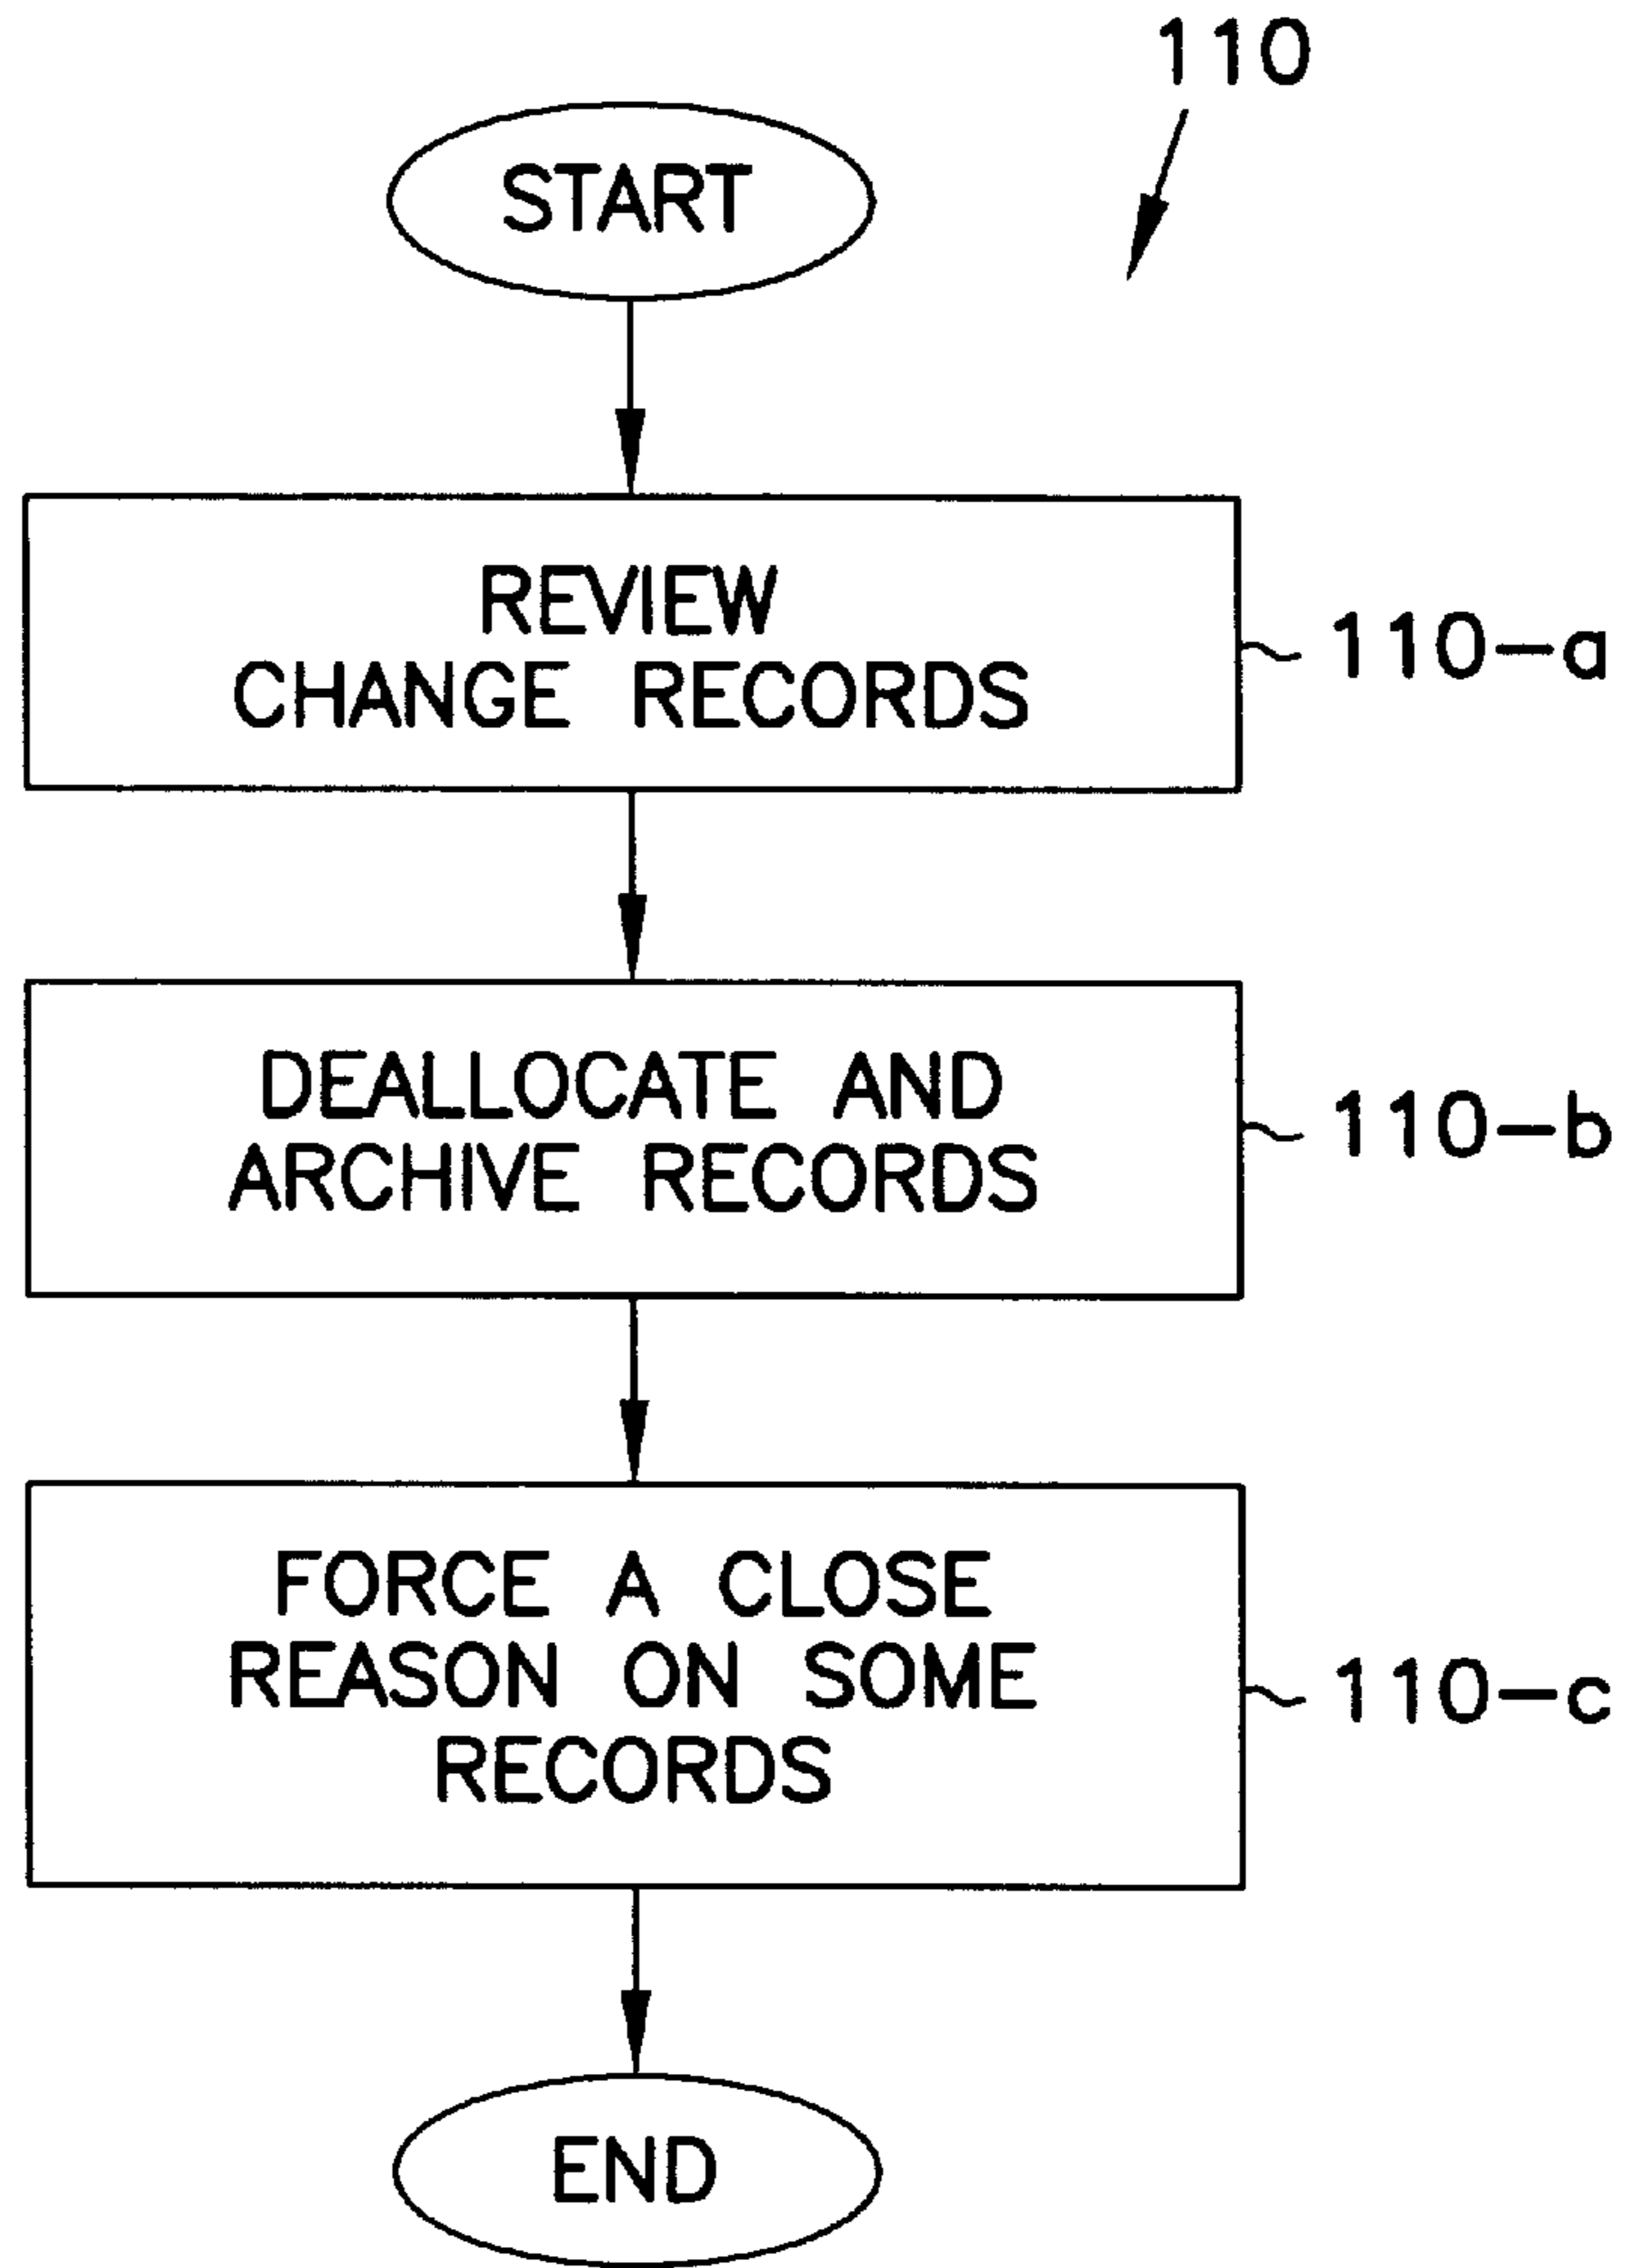 110
START
REVIEW
CHANGE RECORDS
110-a
DEALLOCATE AND
ARCHIVE RECORDS
110-b
FORCE A CLOSE
REASON ON SOME
RECORDS
110-c
END